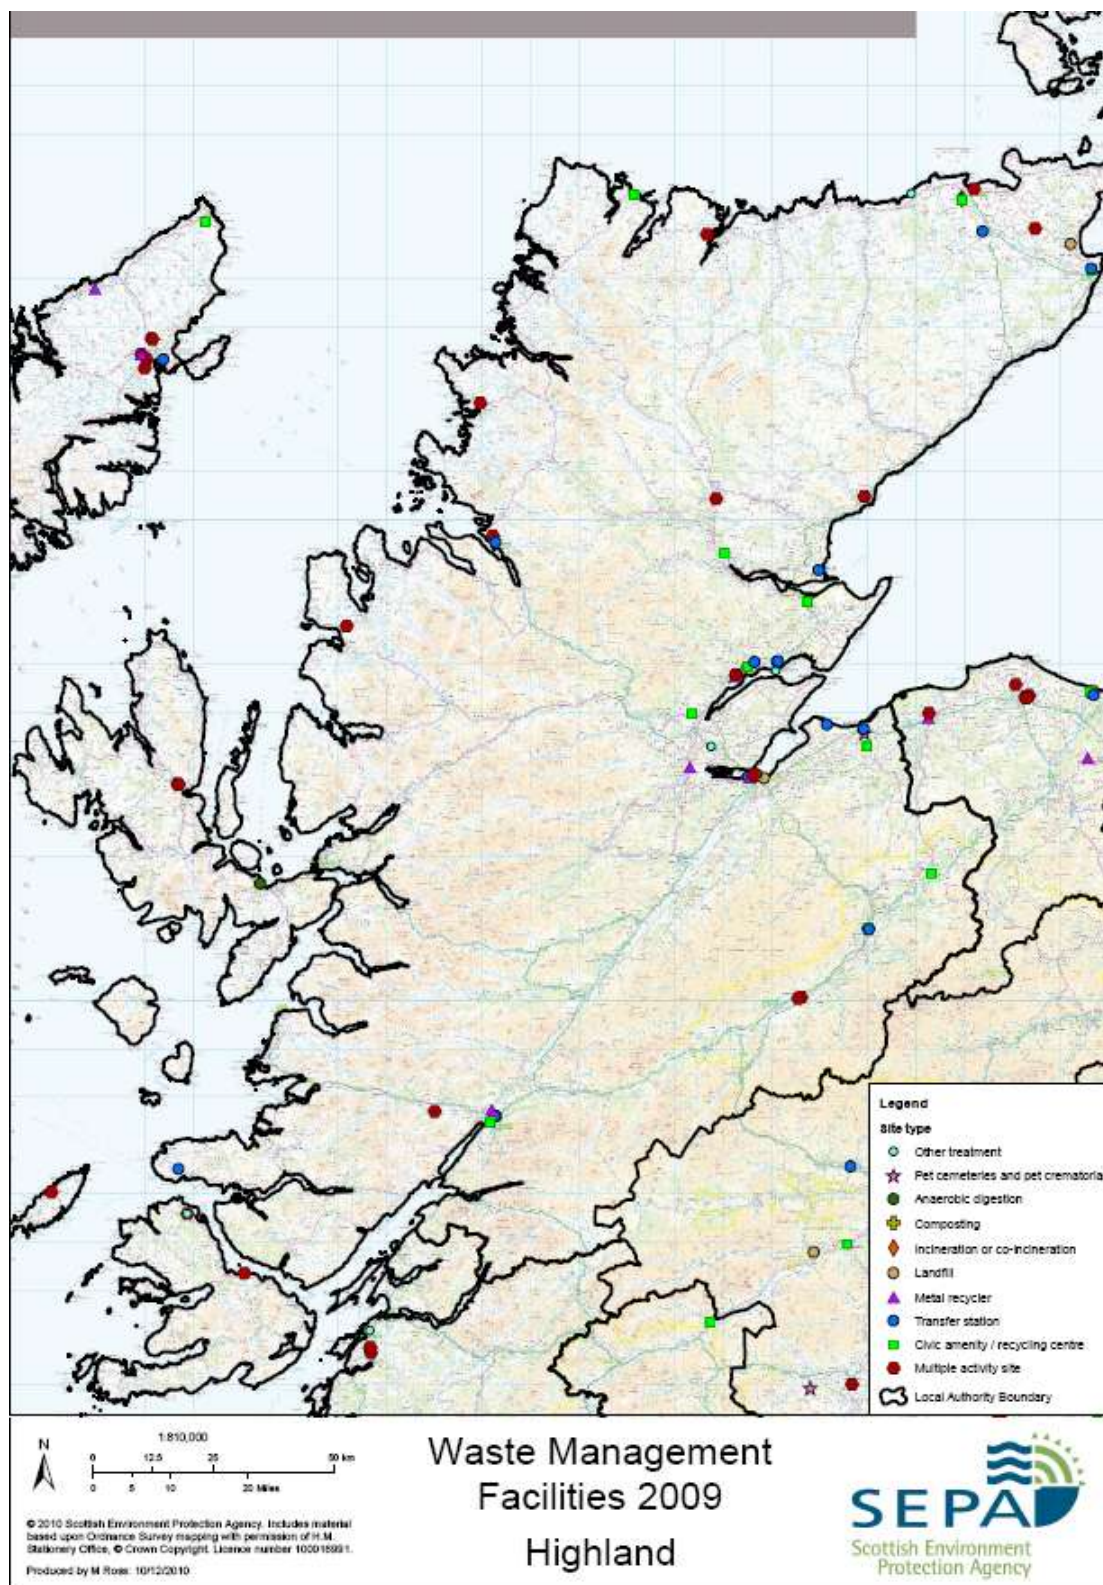 Legend
Site type
Other treatment
Pet cemeteries and pet crematoria
Anaerobic digestion
Composting
Incineration or co-incineration
Landfill
Metal recycler
Transfer station
Civic amenity / recycling centre
Multiple activity site
Local Authority Boundary
N
1:810,000
0 12.5 25 50 km
0 5 10 20 Miles
© 2010 Scottish Environment Protection Agency. Includes material
based upon Ordnance Survey mapping with permission of H.M.
Stationery Office, © Crown Copyright. Licence number 100016991.
Produced by M Ross: 10/12/2010
Waste Management
Facilities 2009
Highland
SEPA
Scottish Environment
Protection Agency